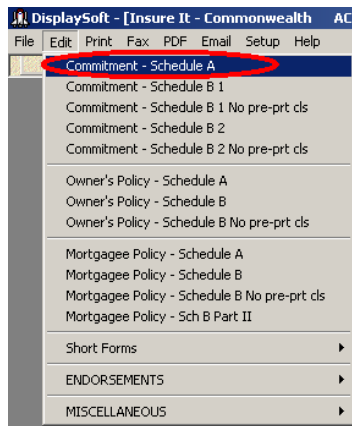 DisplaySoft - [Insure It - Commonwealth AC
File Edit Print Fax PDF Email Setup Help
Commitment - Schedule A
Commitment - Schedule B 1
Commitment - Schedule B 1 No pre-prt cls
Commitment - Schedule B 2
Commitment - Schedule B 2 No pre-prt cls
Owner's Policy - Schedule A
Owner's Policy - Schedule B
Owner's Policy - Schedule B No pre-prt cls
Mortgagee Policy - Schedule A
Mortgagee Policy - Schedule B
Mortgagee Policy - Schedule B No pre-prt cls
Mortgagee Policy - Sch B Part II
Short Forms
ENDORSEMENTS
MISCELLANEOUS